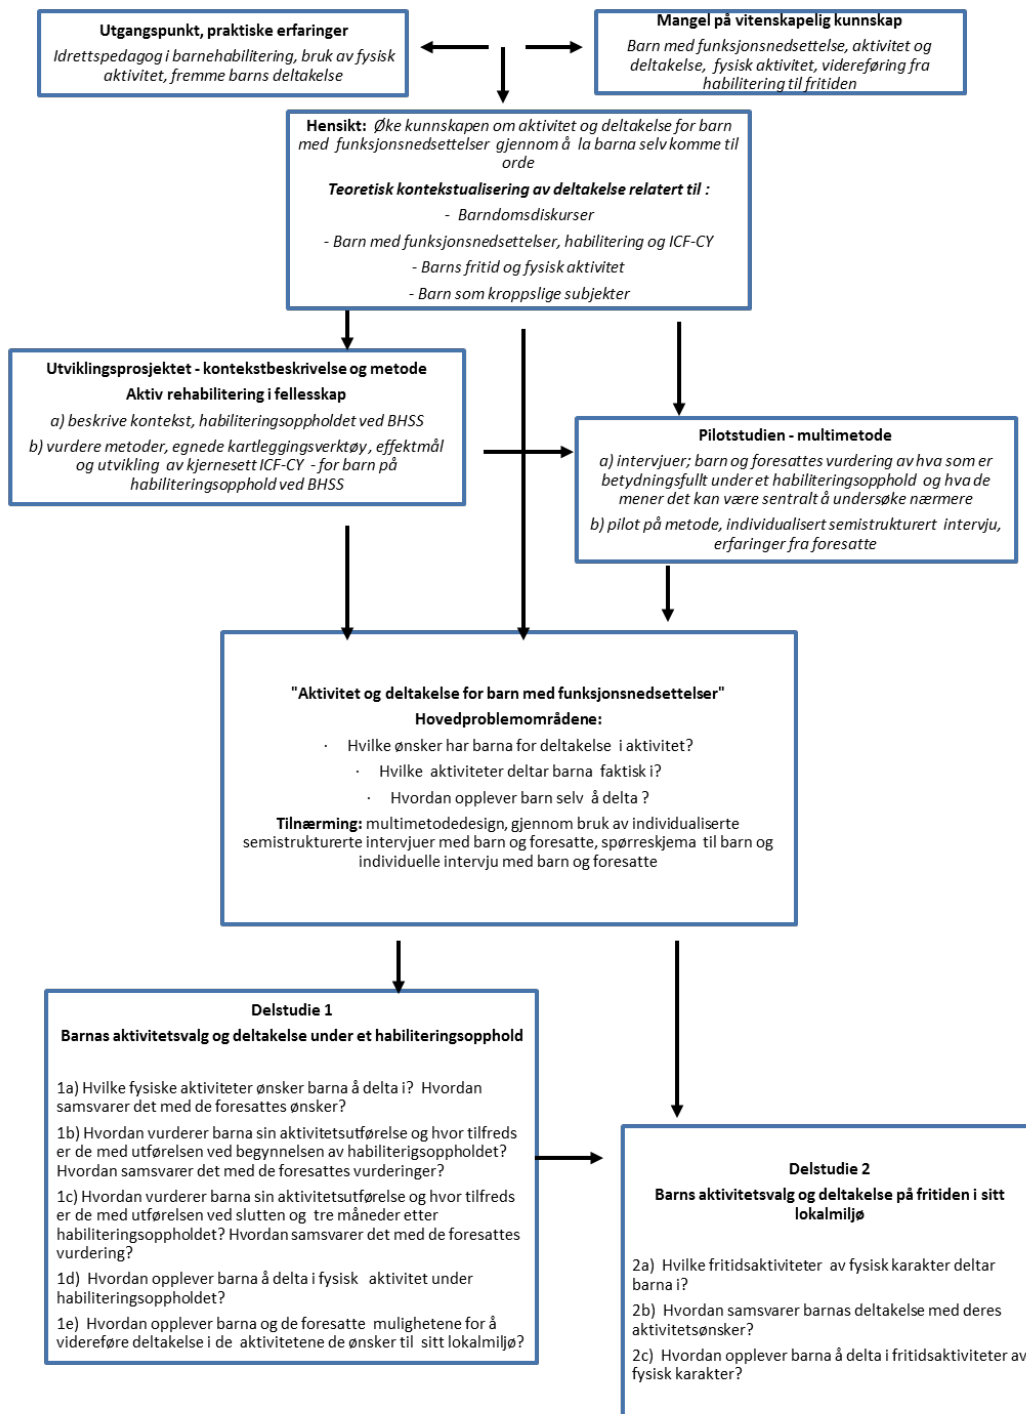 Utgangspunkt, praktiske erfaringer
Idrettspedagog i barnehabilitering, bruk av fysisk
aktivitet, fremme barns deltakelse
Mangel på vitenskapelig kunnskap
Barn med funksjonsnedsettelse, aktivitet og
deltakelse, fysisk aktivitet, videreføring fra
habilitering til fritiden
Hensikt: Øke kunnskapen om aktivitet og deltakelse for barn
med funksjonsnedsettelser gjennom å la barna selv komme til
orde
Teoretisk kontekstualisering av deltakelse relatert til :
- Barndomsdiskurser
- Barn med funksjonsnedsettelser, habilitering og ICF-CY
- Barns fritid og fysisk aktivitet
- Barn som kroppslige subjekter
Utviklingsprosjektet - kontekstbeskrivelse og metode
Aktiv rehabilitering i fellesskap
a) beskrive kontekst, habiliteringsoppholdet ved BHSS
b) vurdere metoder, egnede kartleggingsverktøy, effektmål
og utvikling av kjernesett ICF-CY - for barn på
habiliteringsopphold ved BHSS
Pilotstudien - multimetode
a) intervjuer; barn og foresattes vurdering av hva som er
betydningsfullt under et habiliteringsopphold og hva de
mener det kan være sentralt å undersøke nærmere
b) pilot på metode, individualisert semistrukturert intervju,
erfaringer fra foresatte
"Aktivitet og deltakelse for barn med funksjonsnedsettelser"
Hovedproblemområdene:
· Hvilke ønsker har barna for deltakelse i aktivitet?
· Hvilke aktiviteter deltar barna faktisk i?
· Hvordan opplever barn selv å delta ?
Tilnærming: multimetodedesign, gjennom bruk av individualiserte
semistrukturerte intervjuer med barn og foresatte, spørreskjema til barn og
individuelle intervju med barn og foresatte
Delstudie 1
Barnas aktivitetsvalg og deltakelse under et habiliteringsopphold
1a) Hvilke fysiske aktiviteter ønsker barna å delta i? Hvordan
samsvarer det med de foresattes ønsker?
1b) Hvordan vurderer barna sin aktivitetsutførelse og hvor tilfreds
er de med utførelsen ved begynnelsen av habiliterigsoppholdet?
Hvordan samsvarer det med de foresattes vurderinger?
1c) Hvordan vurderer barna sin aktivitetsutførelse og hvor tilfreds
er de med utførelsen ved slutten og tre måneder etter
habiliteringsoppholdet? Hvordan samsvarer det med de foresattes
vurdering?
1d) Hvordan opplever barna å delta i fysisk aktivitet under
habiliteringsoppholdet?
1e) Hvordan opplever barna og de foresatte mulighetene for å
videreføre deltakelse i de aktivitetene de ønsker til sitt lokalmiljø?
Delstudie 2
Barns aktivitetsvalg og deltakelse på fritiden i sitt
lokalmiljø
2a) Hvilke fritidsaktiviteter av fysisk karakter deltar
barna i?
2b) Hvordan samsvarer barnas deltakelse med deres
aktivitetsønsker?
2c) Hvordan opplever barna å delta i fritidsaktiviteter av
fysisk karakter?